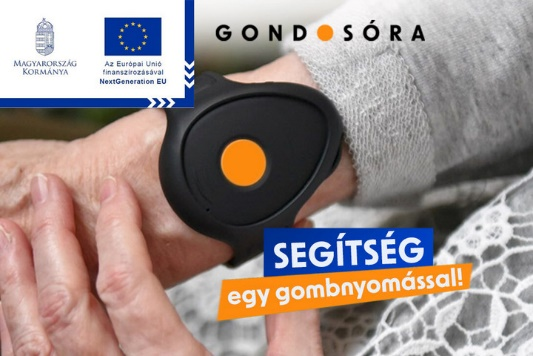 MAGYARORSZÁG
KORMÁNYA
Az Európai Unió
finanszírozásával
NextGeneration EU
GONDOSÓRA
SEGÍTSÉG
egy gombnyomással!